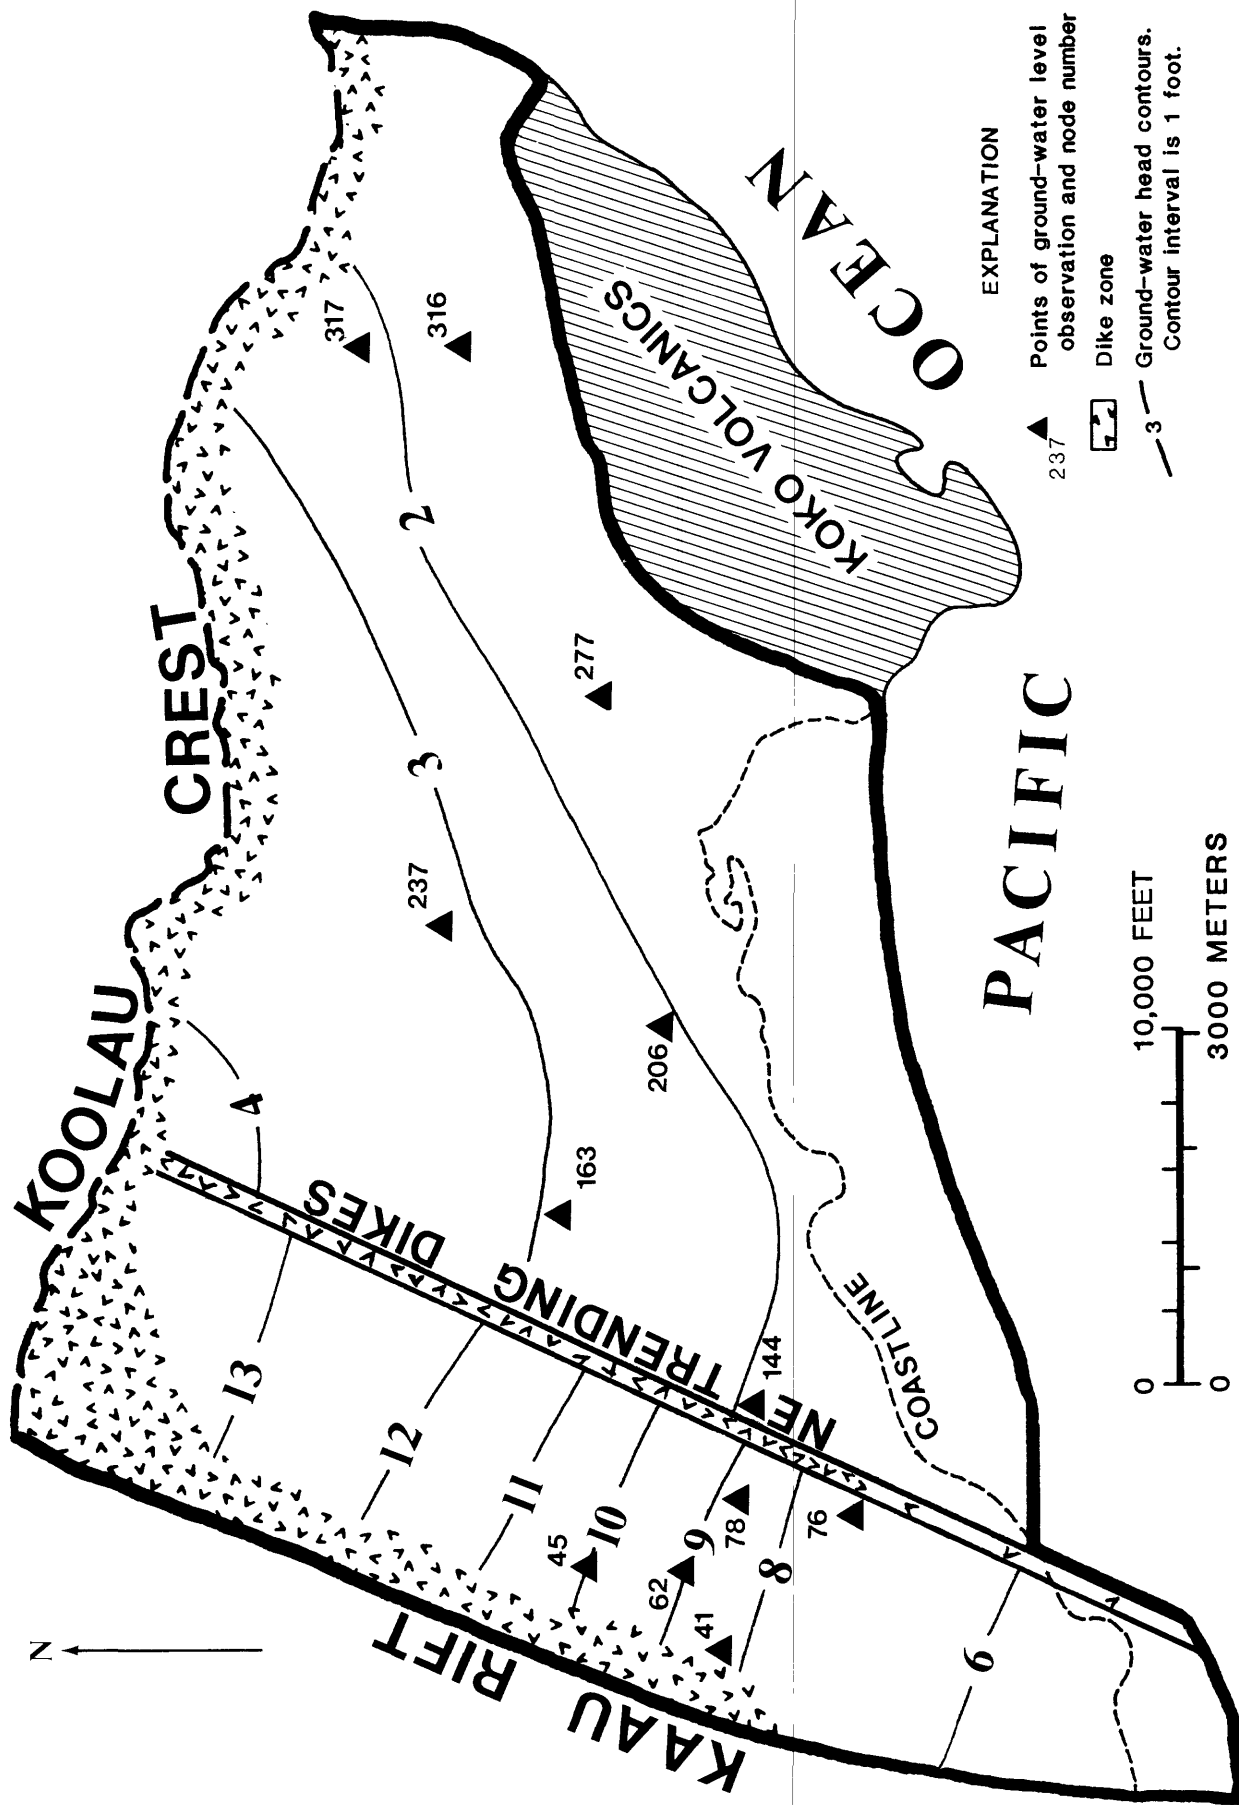 KOOLAU CREST
N
KAAU RIFT
NE TRENDING DIKES
13
12
11
10
9
8
6
4
3
2
45
62
41
78
76
144
163
206
237
277
317
316
COASTLINE
KOKO VOLCANICS
PACIFIC OCEAN
0 10,000 FEET
0 3000 METERS
EXPLANATION
237 Points of ground-water level
observation and node number
Dike zone
3 Ground-water head contours.
Contour interval is 1 foot.